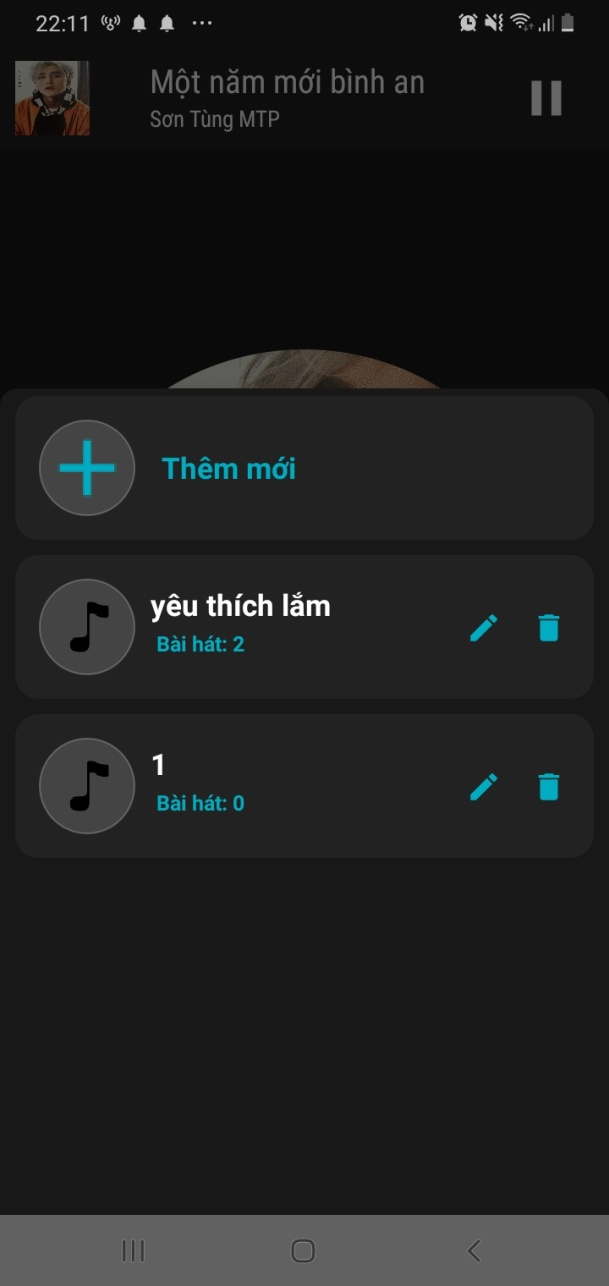 22:11
Một năm mới bình an
Sơn Tùng MTP
Thêm mới
yêu thích lắm
Bài hát: 2
1
Bài hát: 0